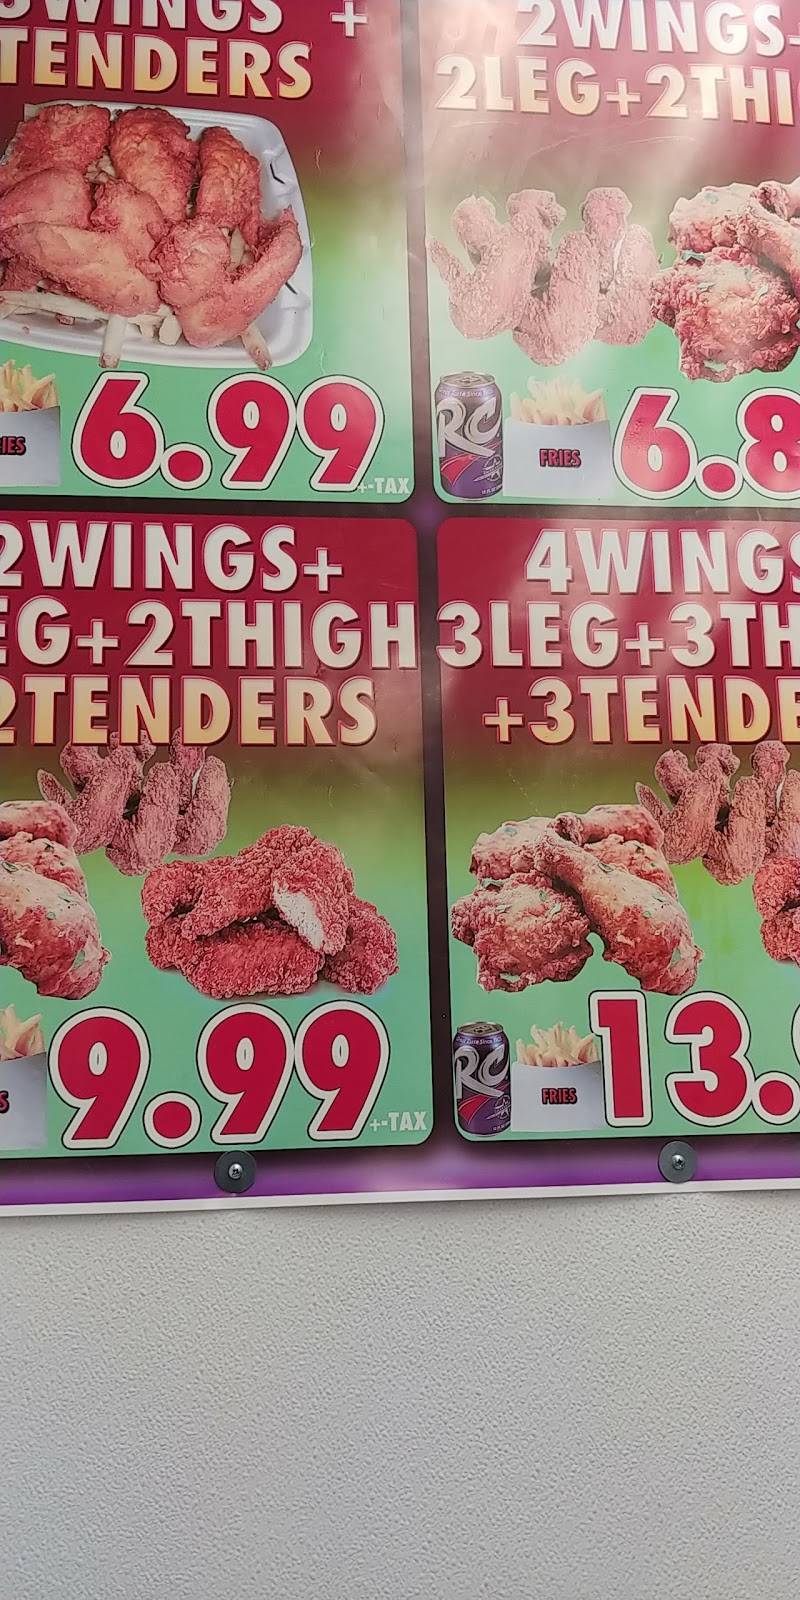 WINGS +
TENDERS
6.99
+-TAX
2WINGS
2LEG+2THI
RC
FRIES
6.8
2WINGS+
EG+2THIGH
2TENDERS
9.99
+-TAX
4WINGS
3LEG+3TH
+3TENDE
RC
FRIES
13.